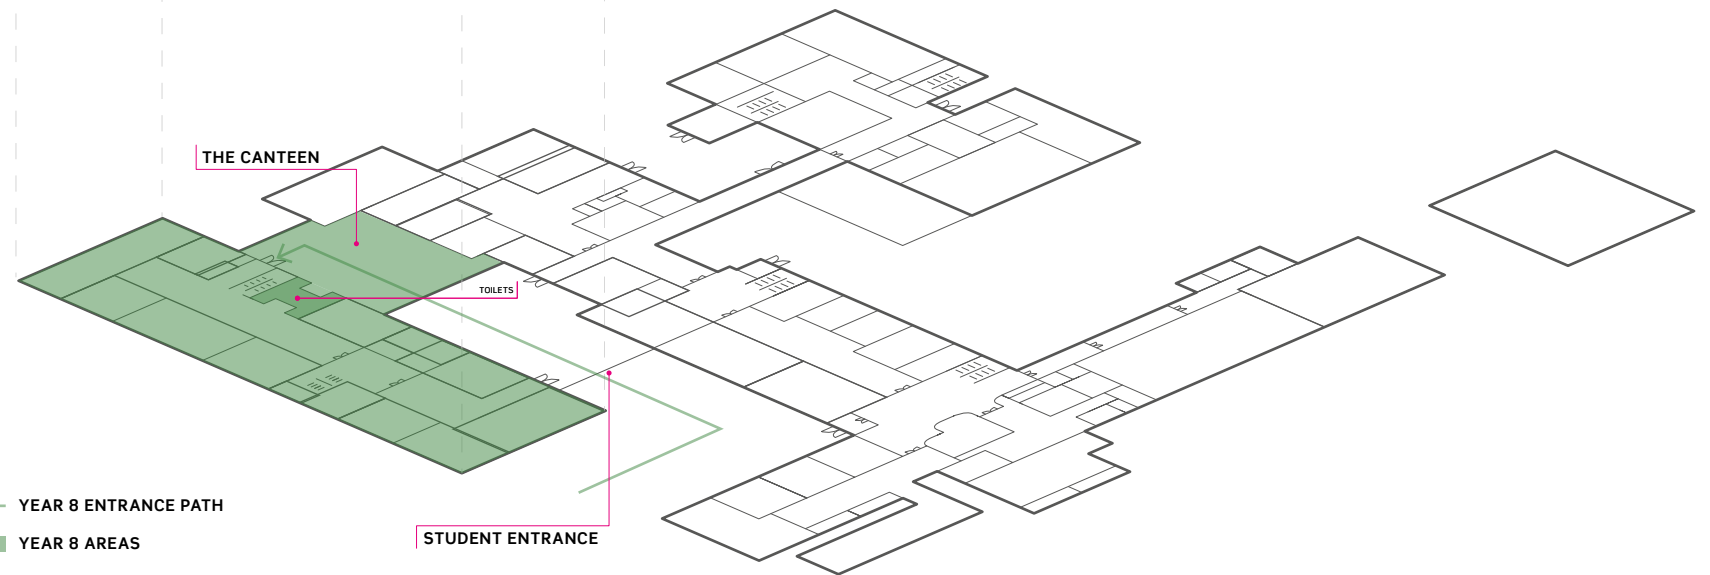 THE CANTEEN
TOILETS
YEAR 8 ENTRANCE PATH
STUDENT ENTRANCE
YEAR 8 AREAS